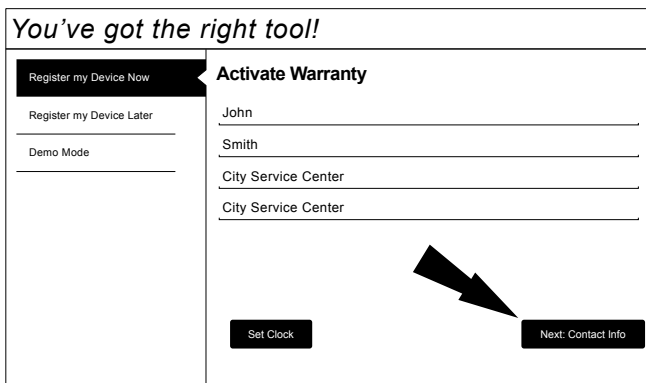 You've got the right tool!
Register my Device Now
Register my Device Later
Demo Mode
Activate Warranty
John
Smith
City Service Center
City Service Center
Set Clock
Next: Contact Info